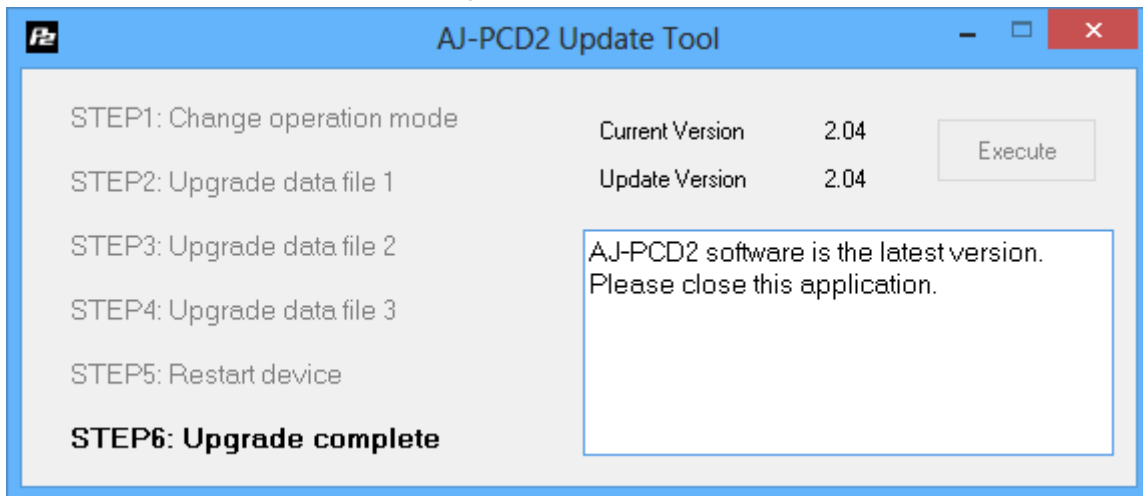 P2
AJ-PCD2 Update Tool
STEP1: Change operation mode
STEP2: Upgrade data file 1
STEP3: Upgrade data file 2
STEP4: Upgrade data file 3
STEP5: Restart device
STEP6: Upgrade complete
Current Version 2.04
Update Version 2.04
Execute
AJ-PCD2 software is the latest version.
Please close this application.